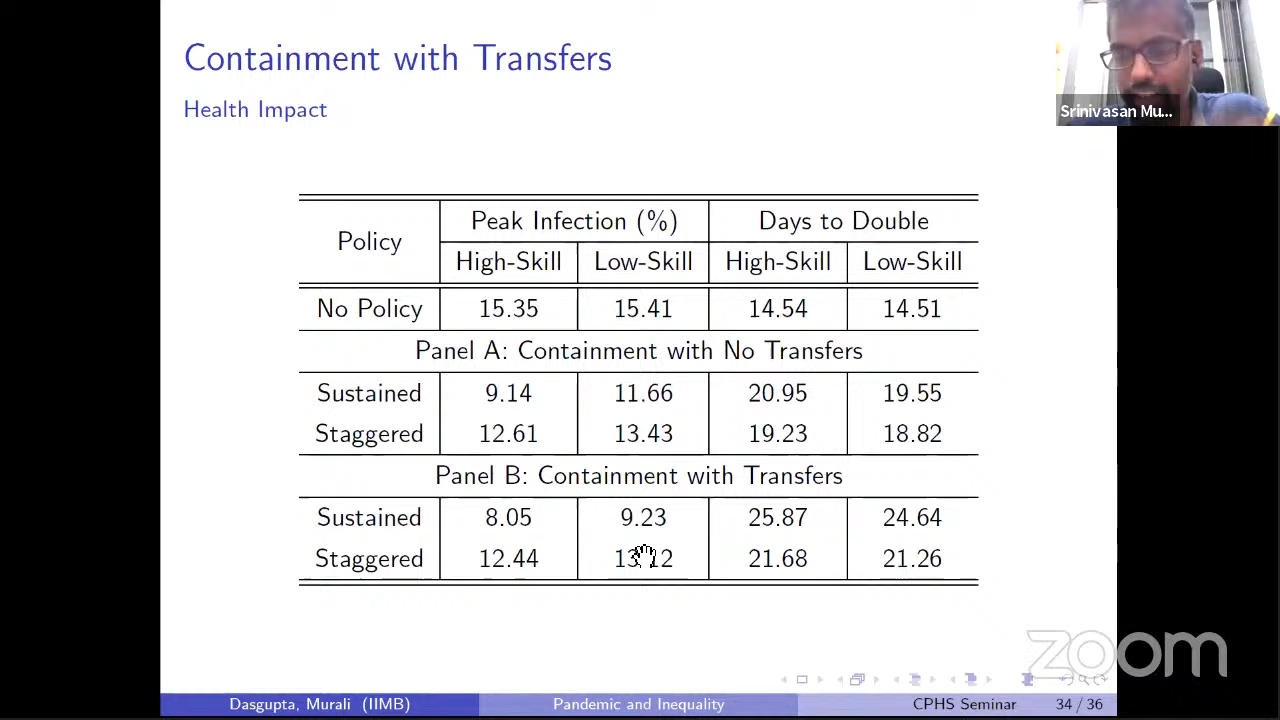 Containment with Transfers
Health Impact
Srinivasan Mu...
Policy Peak Infection (%) Days to Double
High-Skill Low-Skill High-Skill Low-Skill
No Policy 15.35 15.41 14.54 14.51
Panel A: Containment with No Transfers
Sustained 9.14 11.66 20.95 19.55
Staggered 12.61 13.43 19.23 18.82
Panel B: Containment with Transfers
Sustained 8.05 9.23 25.87 24.64
Staggered 12.44 21.68 21.26
zoom
Dasgupta, Murali (IIMB) Pandemic and Inequality CPHS Seminar 34 / 36